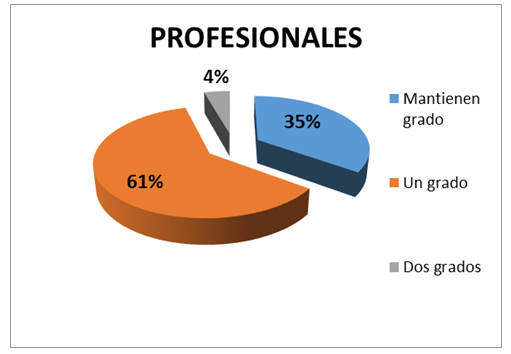 PROFESIONALES
4%
35%
61%
Mantienen
grado
Un grado
Dos grados